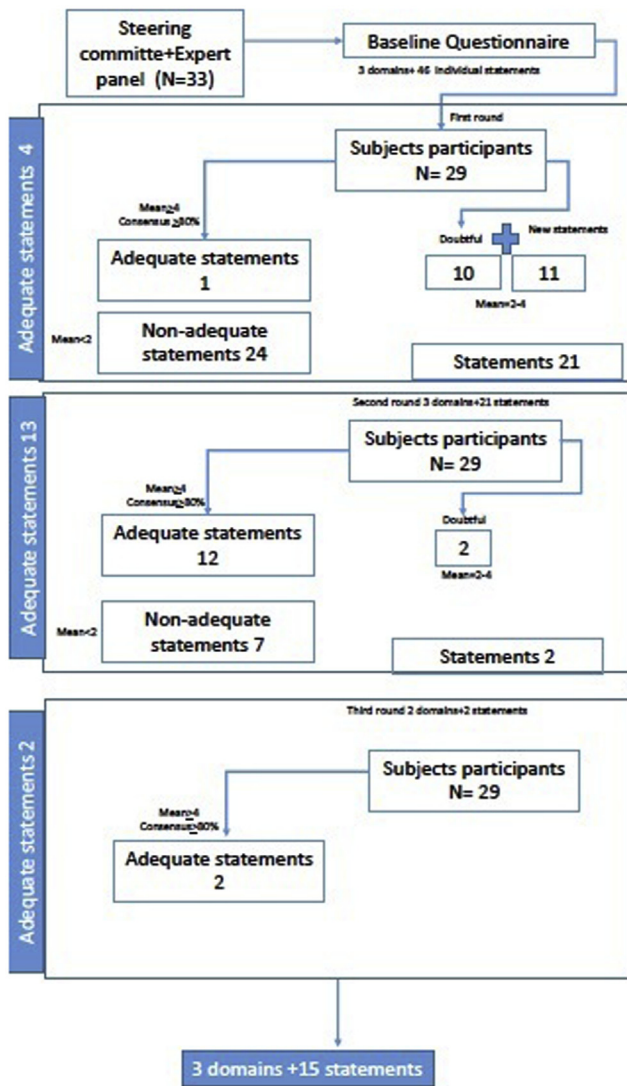 Steering
committe+Expert
panel (N=33)
Baseline Questionnaire
3 domains+ 46 individual statements
Adequate statements 4
First round
Subjects participants
N= 29
Mean≥4
Consensus ≥80%
Adequate statements
1
Doubtful
New statements
10
11
Mean=2-4
Mean<2
Non-adequate
statements 24
Statements 21
Adequate statements 13
Second round 3 domains+21 statements
Subjects participants
N= 29
Mean≥4
Consensus≥80%
Adequate statements
12
Doubtful
2
Mean=2-4
Mean<2
Non-adequate
statements 7
Statements 2
Adequate statements 2
Third round 2 domains+2 statements
Subjects participants
N= 29
Mean≥4
Consensus≥80%
Adequate statements
2
3 domains +15 statements